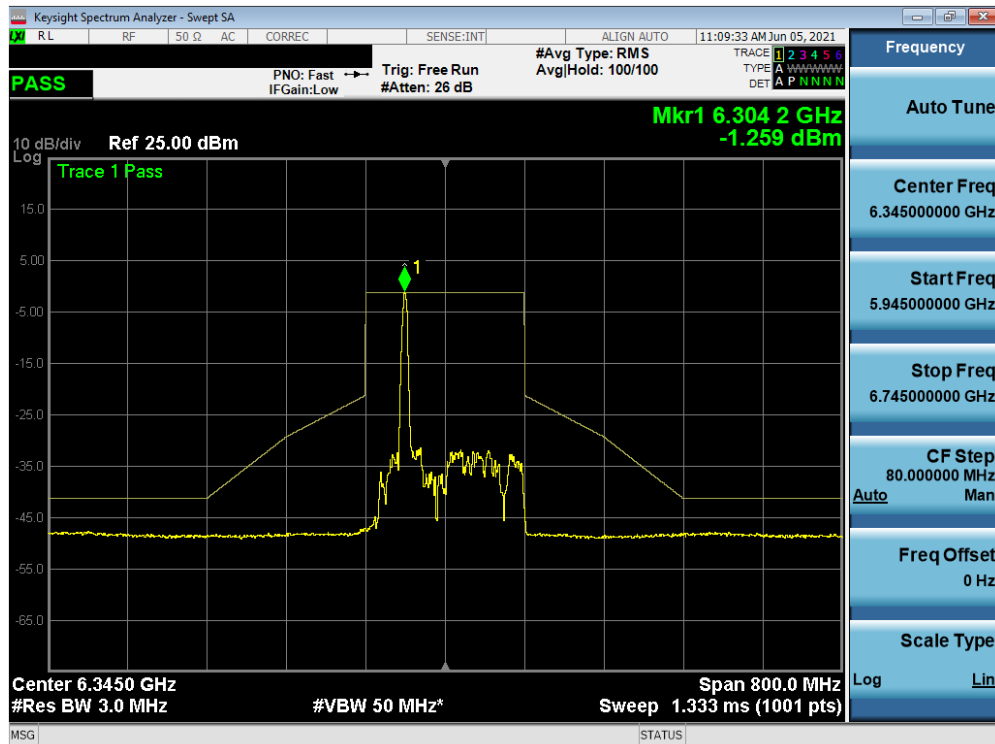 Keysight Spectrum Analyzer - Swept SA
LXI RL RF 50 Ω AC CORREC SENSE:INT ALIGN AUTO 11:09:33 AM Jun 05, 2021
PASS
PNO: Fast
IFGain:Low
Trig: Free Run
#Atten: 26 dB
#Avg Type: RMS
Avg|Hold: 100/100
TRACE 1 2 3 4 5 6
TYPE A WWWWW
DET A P N N N N
Mkr1 6.304 2 GHz
-1.259 dBm
10 dB/div Ref 25.00 dBm
Log
Trace 1 Pass
15.0
5.00
1
-5.00
-15.0
-25.0
-35.0
-45.0
-55.0
-65.0
Center 6.3450 GHz Span 800.0 MHz
#Res BW 3.0 MHz #VBW 50 MHz* Sweep 1.333 ms (1001 pts)
MSG STATUS
Frequency
Auto Tune
Center Freq
6.345000000 GHz
Start Freq
5.945000000 GHz
Stop Freq
6.745000000 GHz
CF Step
80.000000 MHz
Auto Man
Freq Offset
0 Hz
Scale Type
Log Lin